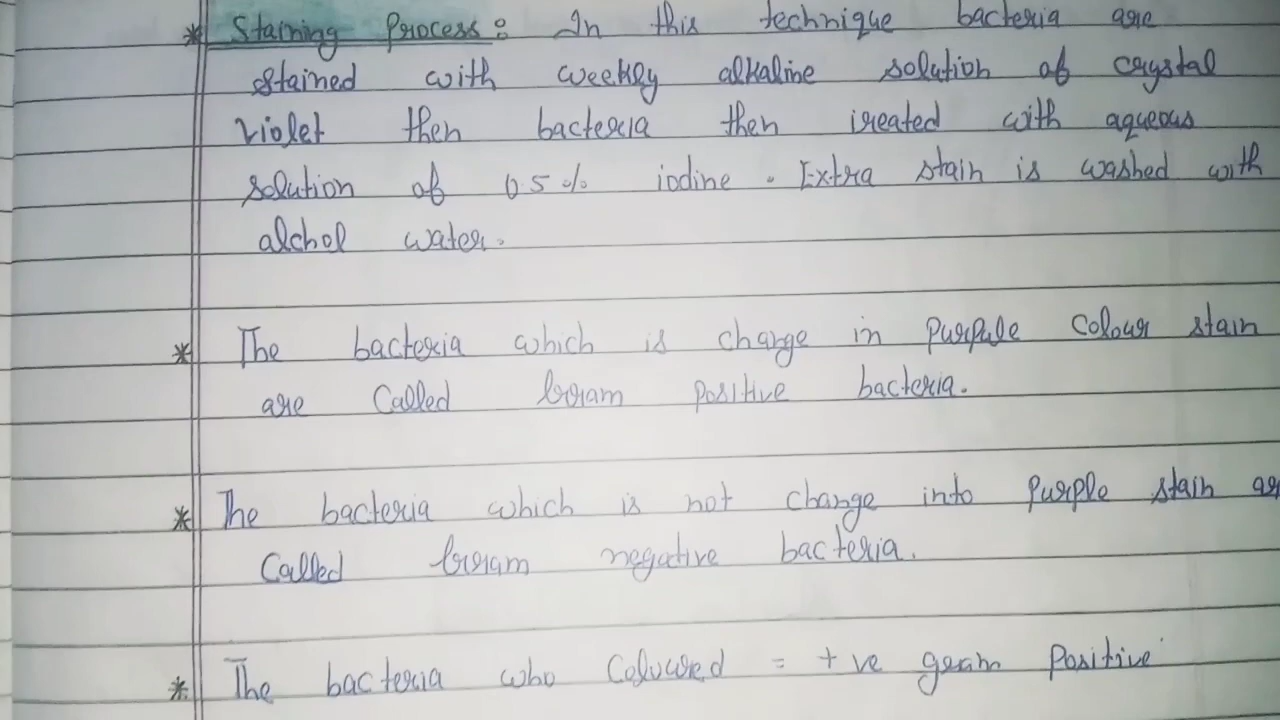 * Staining Process : In this technique bacteria are
stained with weekly alkaline solution of crystal
violet then bacteria then treated with aqueous
solution of 0.5% iodine. Extra stain is washed with
alchol water.
* The bacteria which is change in purpule colour stain
are called Gram positive bacteria.
* The bacteria which is not change into purple stain are
called Gram negative bacteria.
* The bacteria who coloured = +ve gram positive